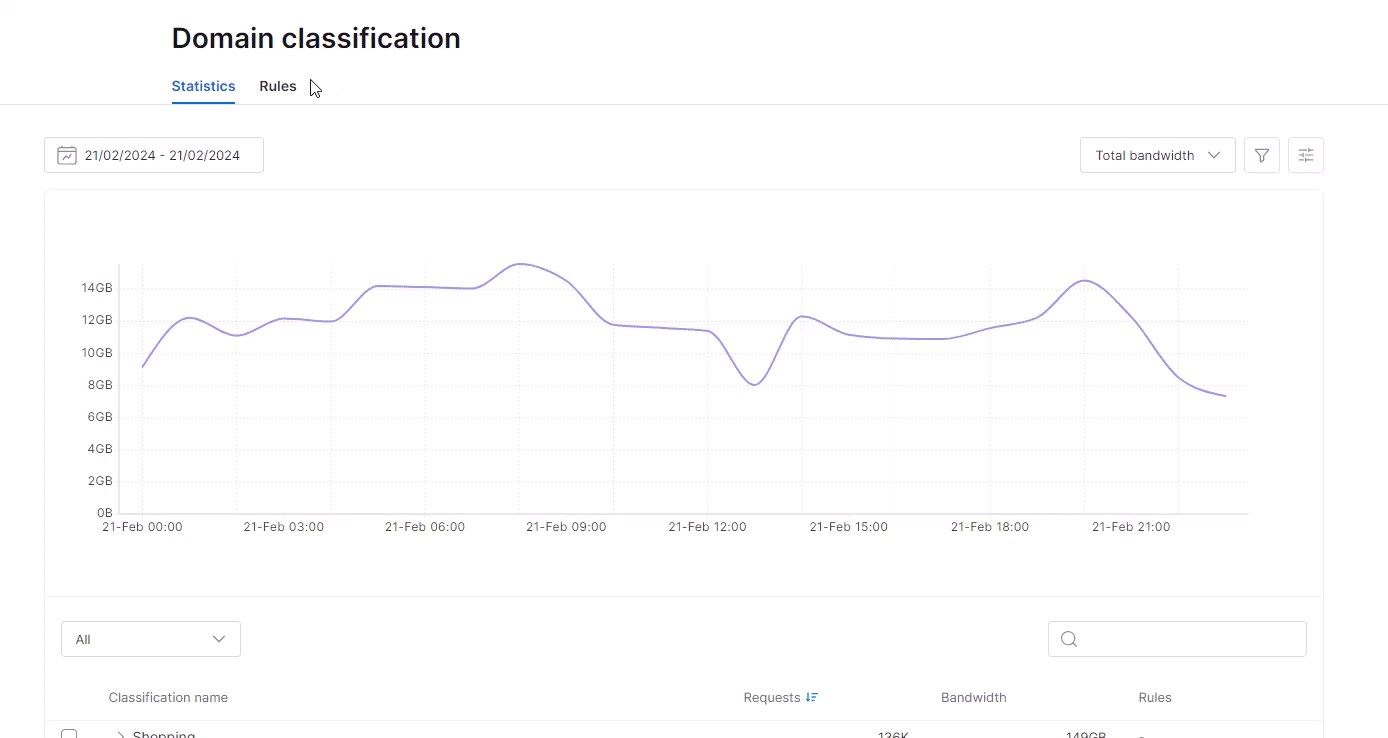 Domain classification
Statistics Rules
21/02/2024 - 21/02/2024 Total bandwidth
14GB
12GB
10GB
8GB
6GB
4GB
2GB
0B
21-Feb 00:00 21-Feb 03:00 21-Feb 06:00 21-Feb 09:00 21-Feb 12:00 21-Feb 15:00 21-Feb 18:00 21-Feb 21:00
All
Classification name Requests Bandwidth Rules
Shopping 136K 149GB -